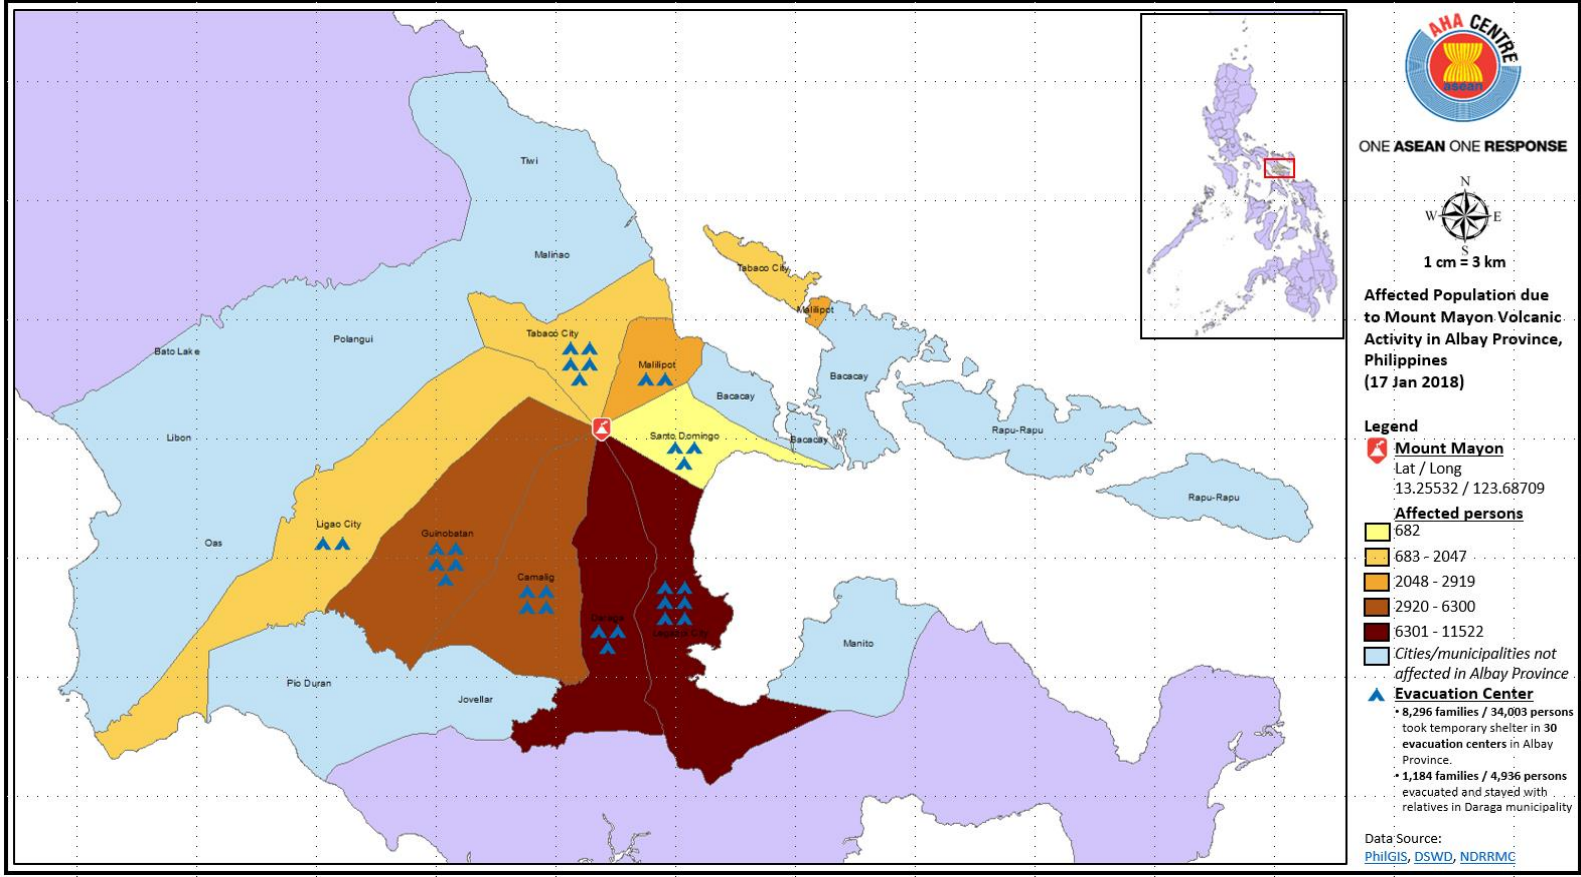 Tiwi
Malinao
Tabaco City
Malilipot
Polangui
Bato Lake
Tabaco City
Malilipot
Bacacay
Bacacay
Bacacay
Libon
Santo Domingo
Rapu-Rapu
Rapu-Rapu
Ligao City
Guinobatan
Oas
Camalig
Daraga
Legazpi City
Manito
Pio Duran
Jovellar
AHA CENTRE
asean
ONE ASEAN ONE RESPONSE
N
W E
S
1 cm = 3 km
Affected Population due
to Mount Mayon Volcanic
Activity in Albay Province,
Philippines
(17 Jan 2018)
Legend
Mount Mayon
Lat / Long
13.25532 / 123.68709
Affected persons
682
683 - 2047
2048 - 2919
2920 - 6300
6301 - 11522
Cities/municipalities not
affected in Albay Province
Evacuation Center
• 8,296 families / 34,003 persons
took temporary shelter in 30
evacuation centers in Albay
Province.
• 1,184 families / 4,936 persons
evacuated and stayed with
relatives in Daraga municipality
Data Source:
PhilGIS, DSWD, NDRRMC